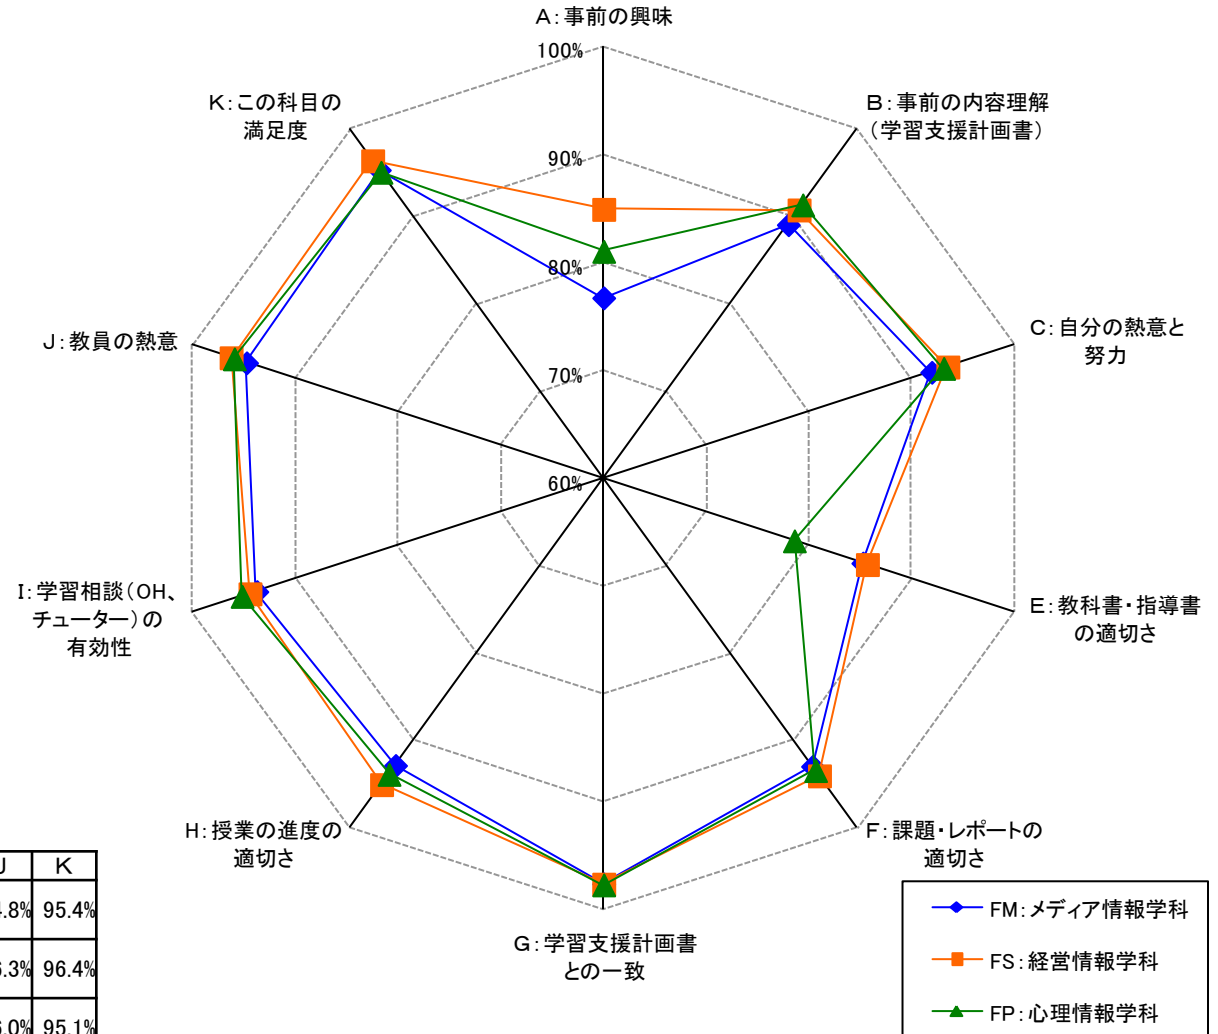 A：事前の興味
100%
90%
80%
70%
60%
K：この科目の
満足度
B：事前の内容理解
（学習支援計画書）
J：教員の熱意
C：自分の熱意と
努力
I：学習相談（OH、
チューター）の
有効性
E：教科書・指導書
の適切さ
H：授業の進度の
適切さ
F：課題・レポートの
適切さ
G：学習支援計画書
との一致
K
95.4%
96.4%
95.1%
FM：メディア情報学科
FS：経営情報学科
FP：心理情報学科